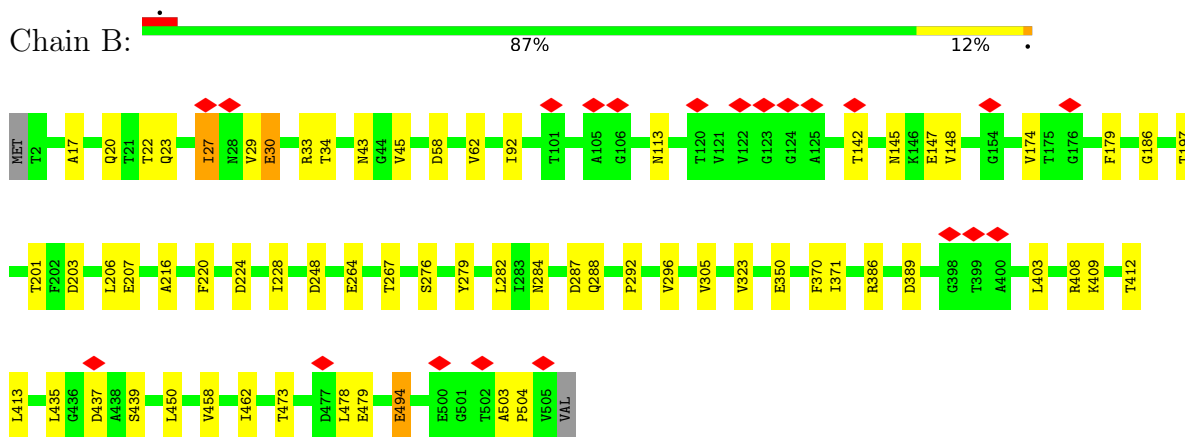 Chain B:
87% 12%
MET T2 A17 Q20 T21 T22 Q23 I27 N28 V29 E30 R33 T34 N43 G44 V45 D58 V62 I92 T101 A105 G106 N113 T120 V121 V122 G123 G124 A125 T142 N145 K146 E147 V148 G154 V174 T175 G176 F179 G186 T197
T201 F202 D203 L206 E207 A216 F220 D224 I228 D248 E264 T267 S276 Y279 L282 I283 N284 D287 Q288 P292 V296 V305 V323 E350 F370 I371 R386 D389 G398 T399 A400 L403 R408 K409 T412
L413 L435 G436 D437 A438 S439 L450 V458 I462 T473 D477 L478 E479 E494 E500 G501 T502 A503 P504 V505 VAL